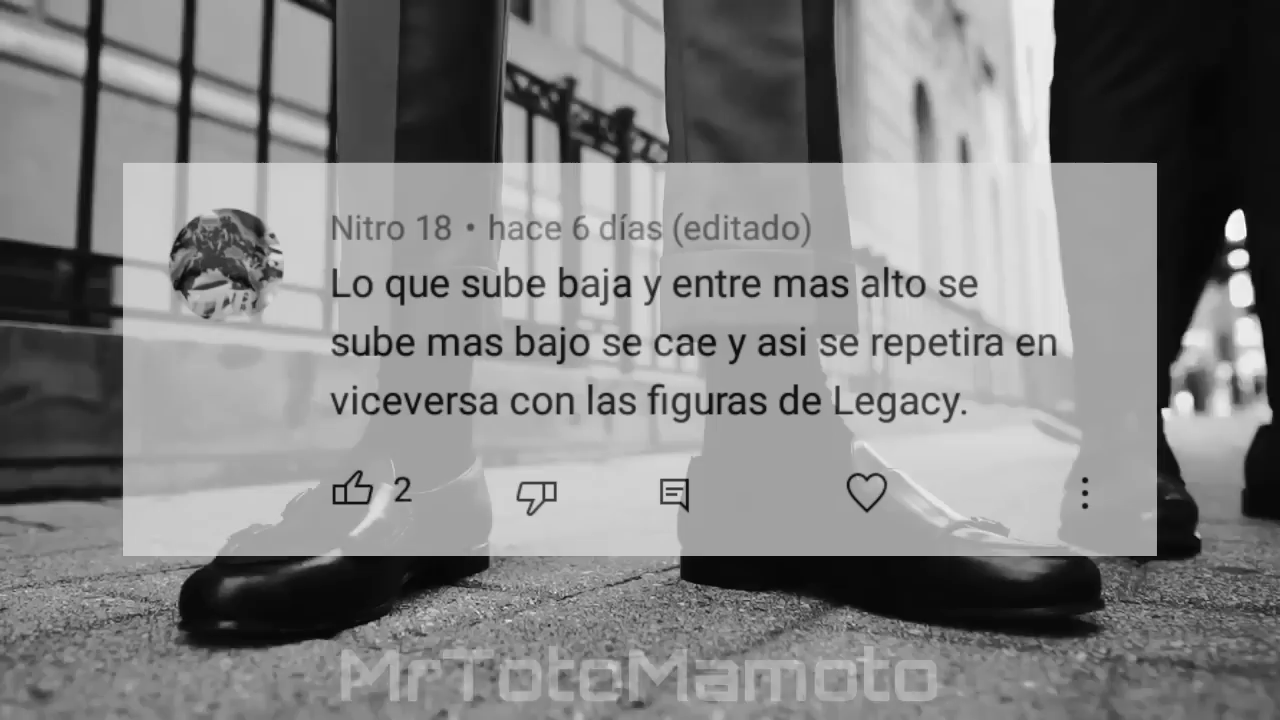 Nitro 18 • hace 6 días (editado)
Lo que sube baja y entre mas alto se
sube mas bajo se cae y asi se repetira en
viceversa con las figuras de Legacy.
2
MrTotoMamoto